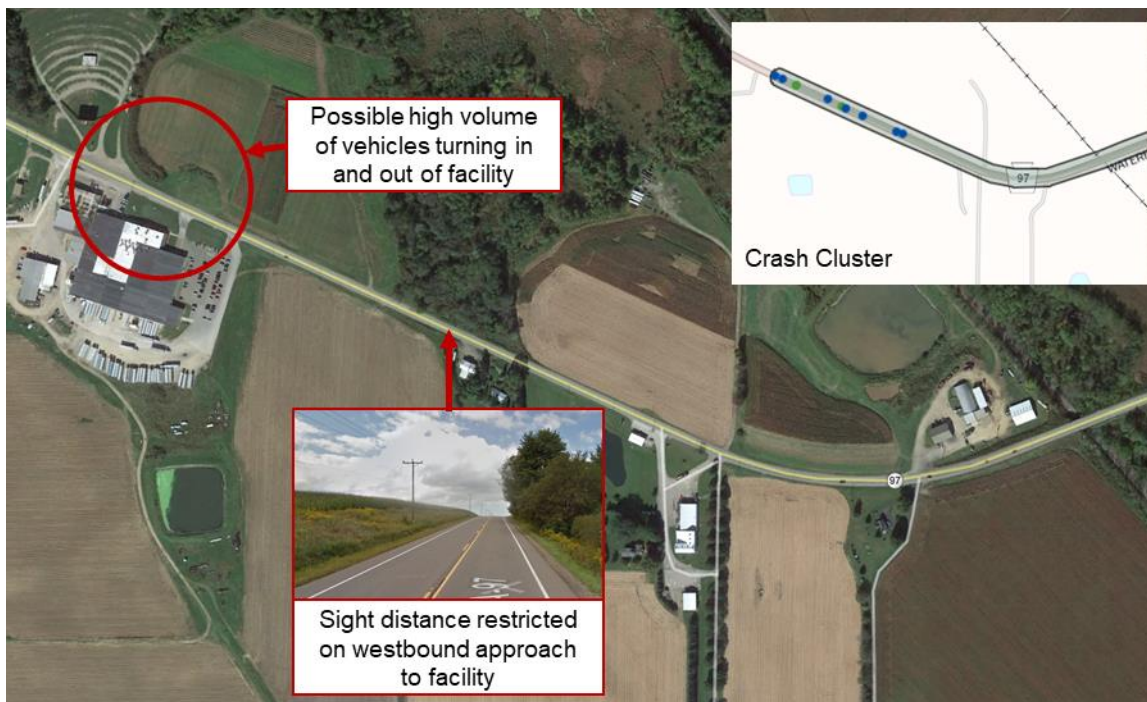 Possible high volume
of vehicles turning in
and out of facility
97
Crash Cluster
97
A-97
Sight distance restricted
on westbound approach
to facility